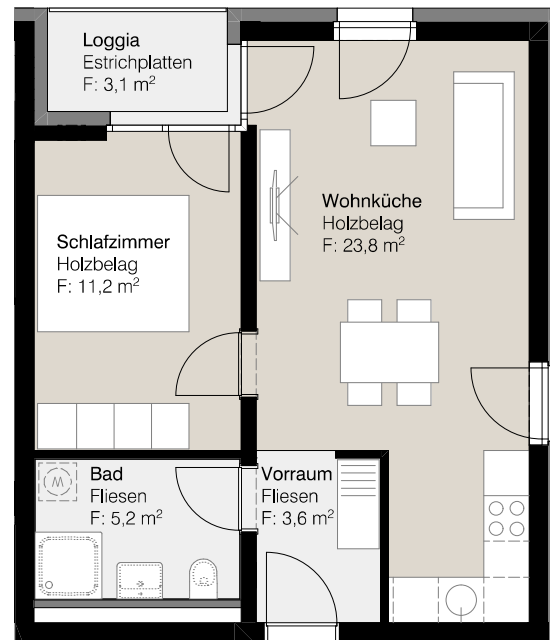 Loggia
Estrichplatten
F: 3,1 m²
Wohnküche
Holzbelag
F: 23,8 m²
Schlafzimmer
Holzbelag
F: 11,2 m²
Bad
Fliesen
F: 5,2 m²
Vorraum
Fliesen
F: 3,6 m²
W